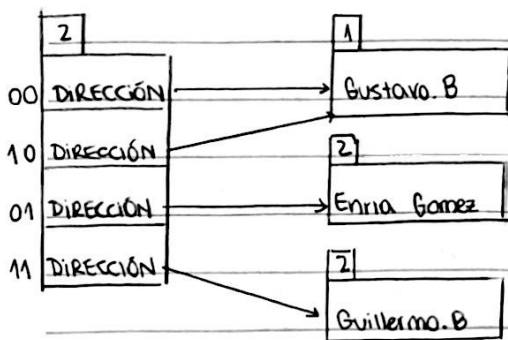 2
1
00 DIRECCIÓN
Gustavo. B
10 DIRECCIÓN
2
01 DIRECCIÓN
Enria Gomez
11 DIRECCIÓN
2
Guillermo. B